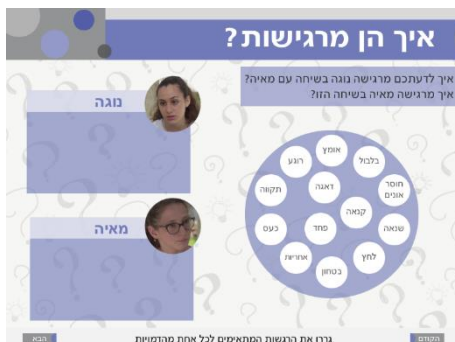 איך הן מרגישות?
איך לדעתכם מרגישה נוגה בשיחה עם מאיה?
איך מרגישה מאיה בשיחה הזו?
נוגה
מאיה
אומץ
רוגע
בלבול
תקווה
דאגה
חוסר
אונים
קנאה
כעס
פחד
שנאה
אחריות
לחץ
בטחון
הקודם
גררו את הרגשות המתאימים לכל אחת מהדמויות
הבא